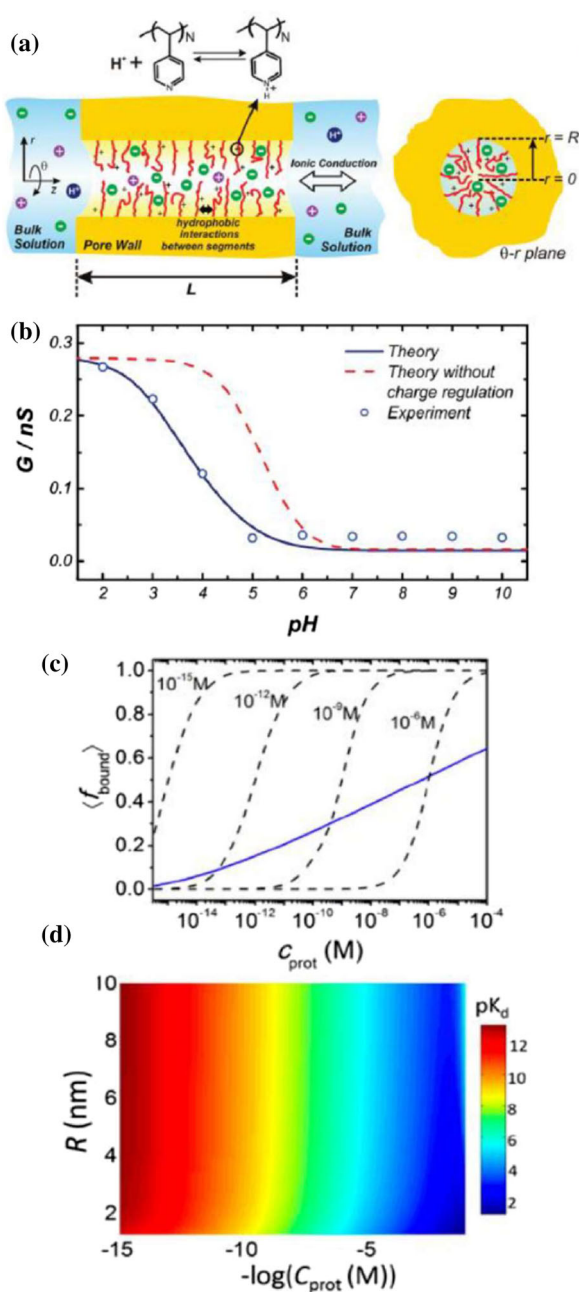 (a)
H⁺ +
N
N
N
N
H
+
r
θ
z
H⁺
Ionic Conduction
H⁺
Bulk
Solution
Pore Wall
hydrophobic
interactions
between segments
Bulk
Solution
L
r = R
r=0
θ-r plane
(b)
G / nS
0.3
0.2
0.1
0.0
Theory
Theory without
charge regulation
Experiment
2 3 4 5 6 7 8 9 10
pH
(c)
⟨f_bound⟩
1.0
0.8
0.6
0.4
0.2
0.0
10⁻¹⁵M
10⁻¹²M
10⁻⁹M
10⁻⁶M
10⁻¹⁴ 10⁻¹² 10⁻¹⁰ 10⁻⁸ 10⁻⁶ 10⁻⁴
c_prot (M)
(d)
R (nm)
10
8
6
4
2
-15 -10 -5
-log(C_prot (M))
pK_d
12
10
8
6
4
2